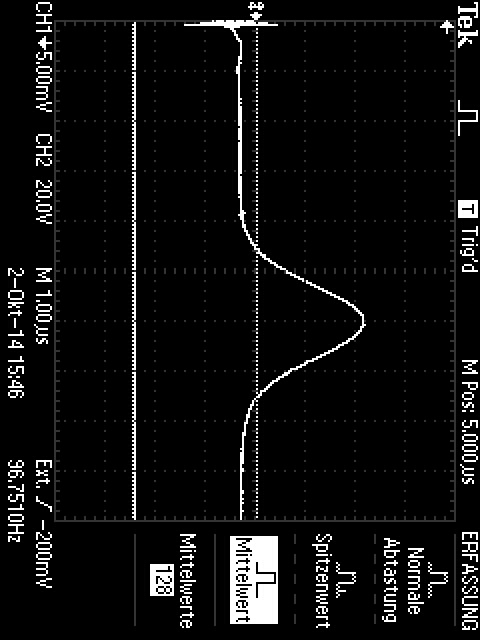 Tek
T Trig'd
M Pos: 5.000µs
ERFASSUNG
Normale
Abtastung
Spitzenwert
Mittelwert
Mittelwerte
128
CH1 5.00mV
CH2 20.0V
M 1.00µs
Ext. -200mV
2-Okt-14 15:46
96.7510Hz